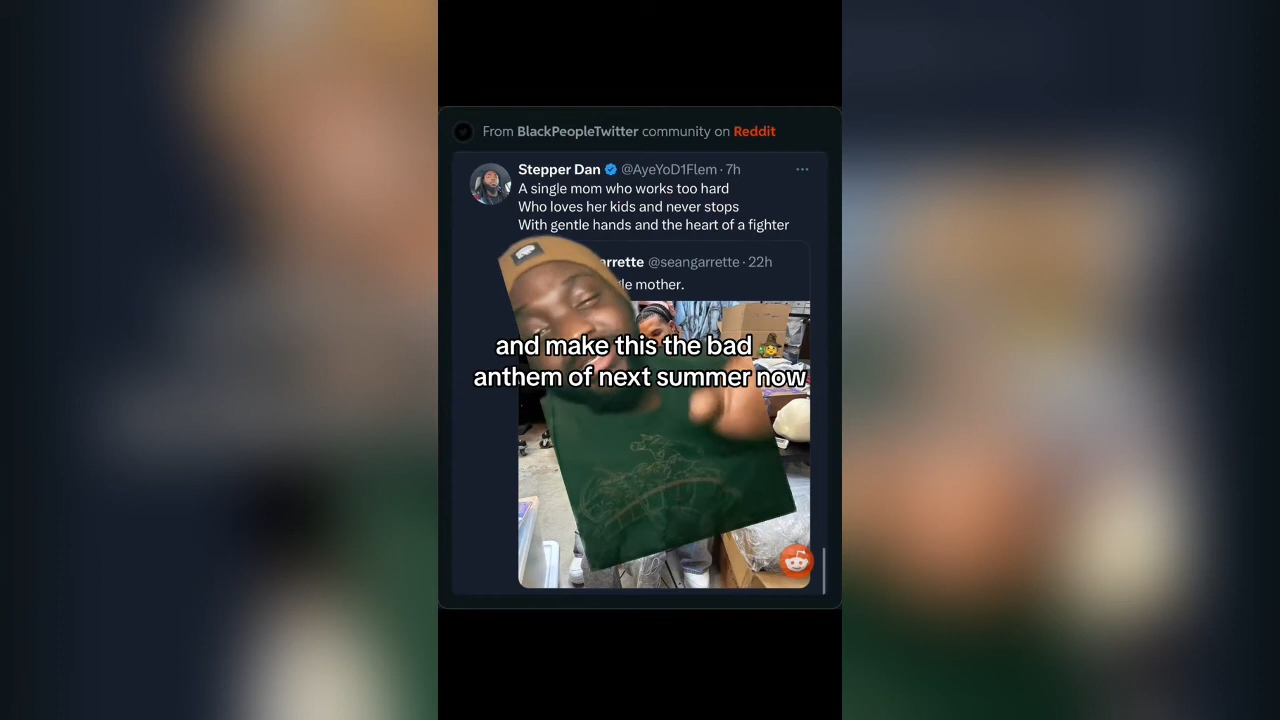 From BlackPeopleTwitter community on Reddit
Stepper Dan @AyeYoD1Flem · 7h
A single mom who works too hard
Who loves her kids and never stops
With gentle hands and the heart of a fighter
@seangarrette · 22h
mother.
and make this the bad
anthem of next summer now